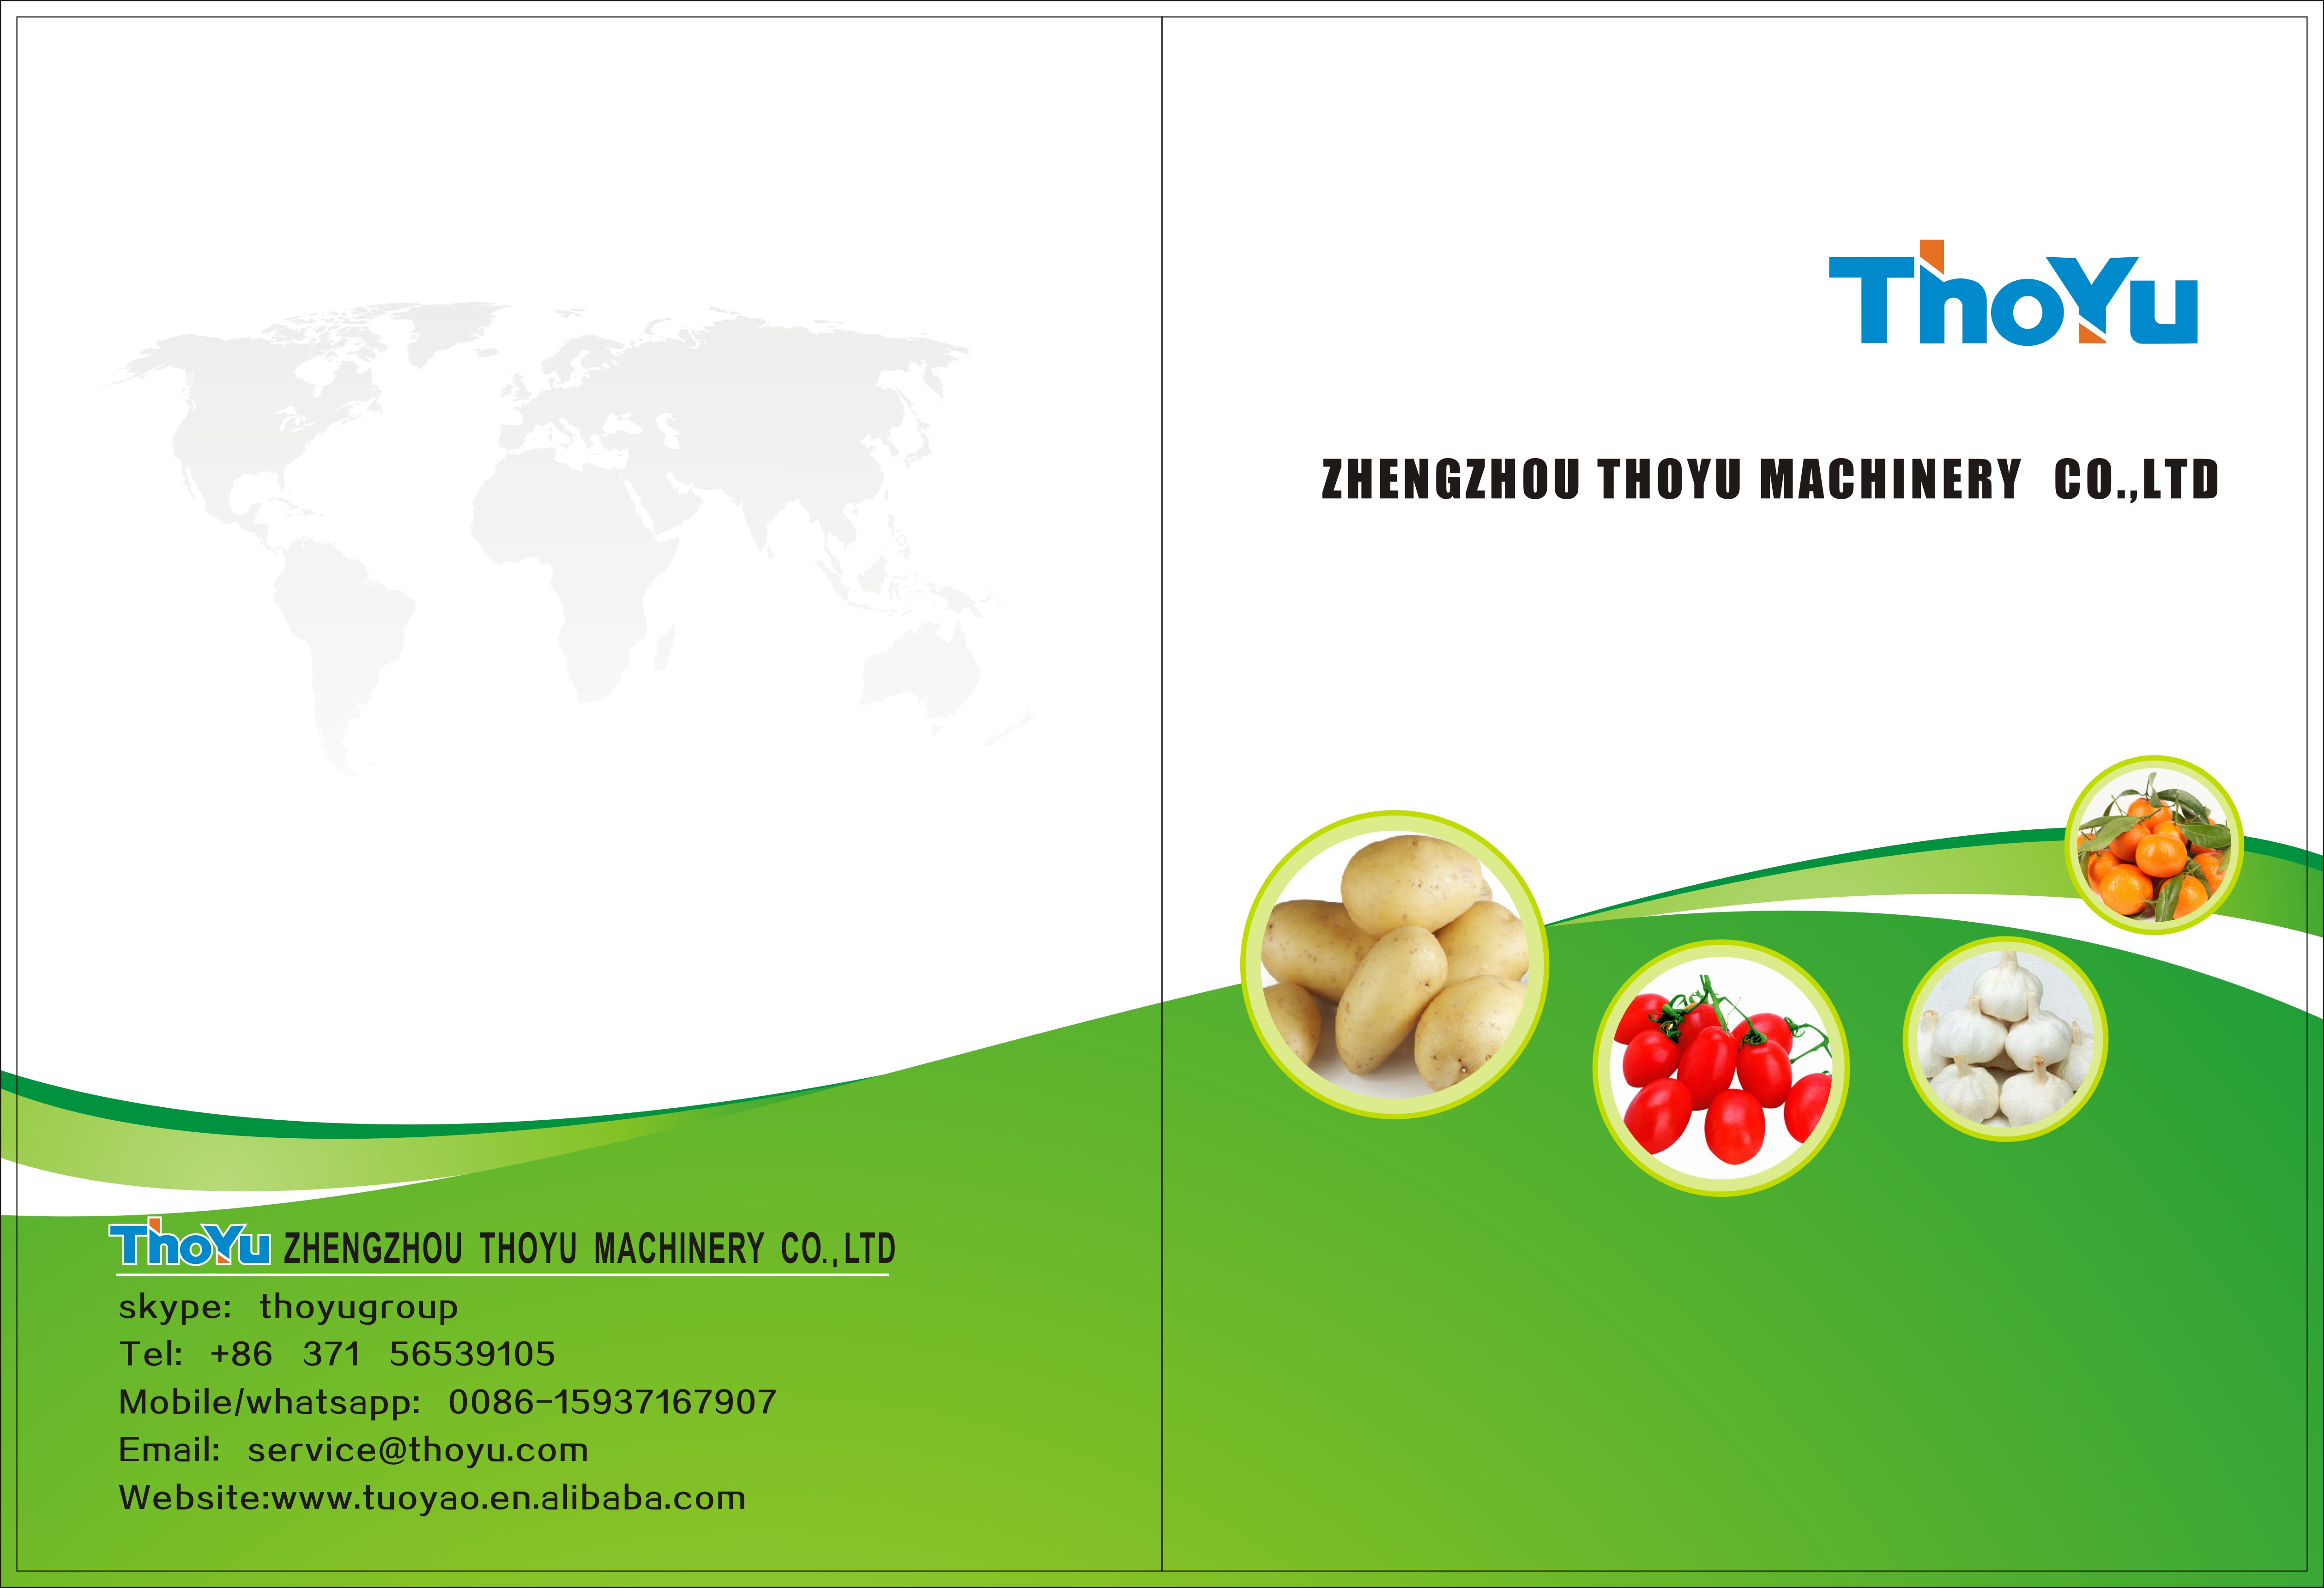 ThoYu
ZHENGZHOU THOYU MACHINERY CO.,LTD
ThoYu ZHENGZHOU THOYU MACHINERY CO.,LTD
skype: thoyugroup
Tel: +86 371 56539105
Mobile/whatsapp: 0086-15937167907
Email: service@thoyu.com
Website:www.tuoyao.en.alibaba.com